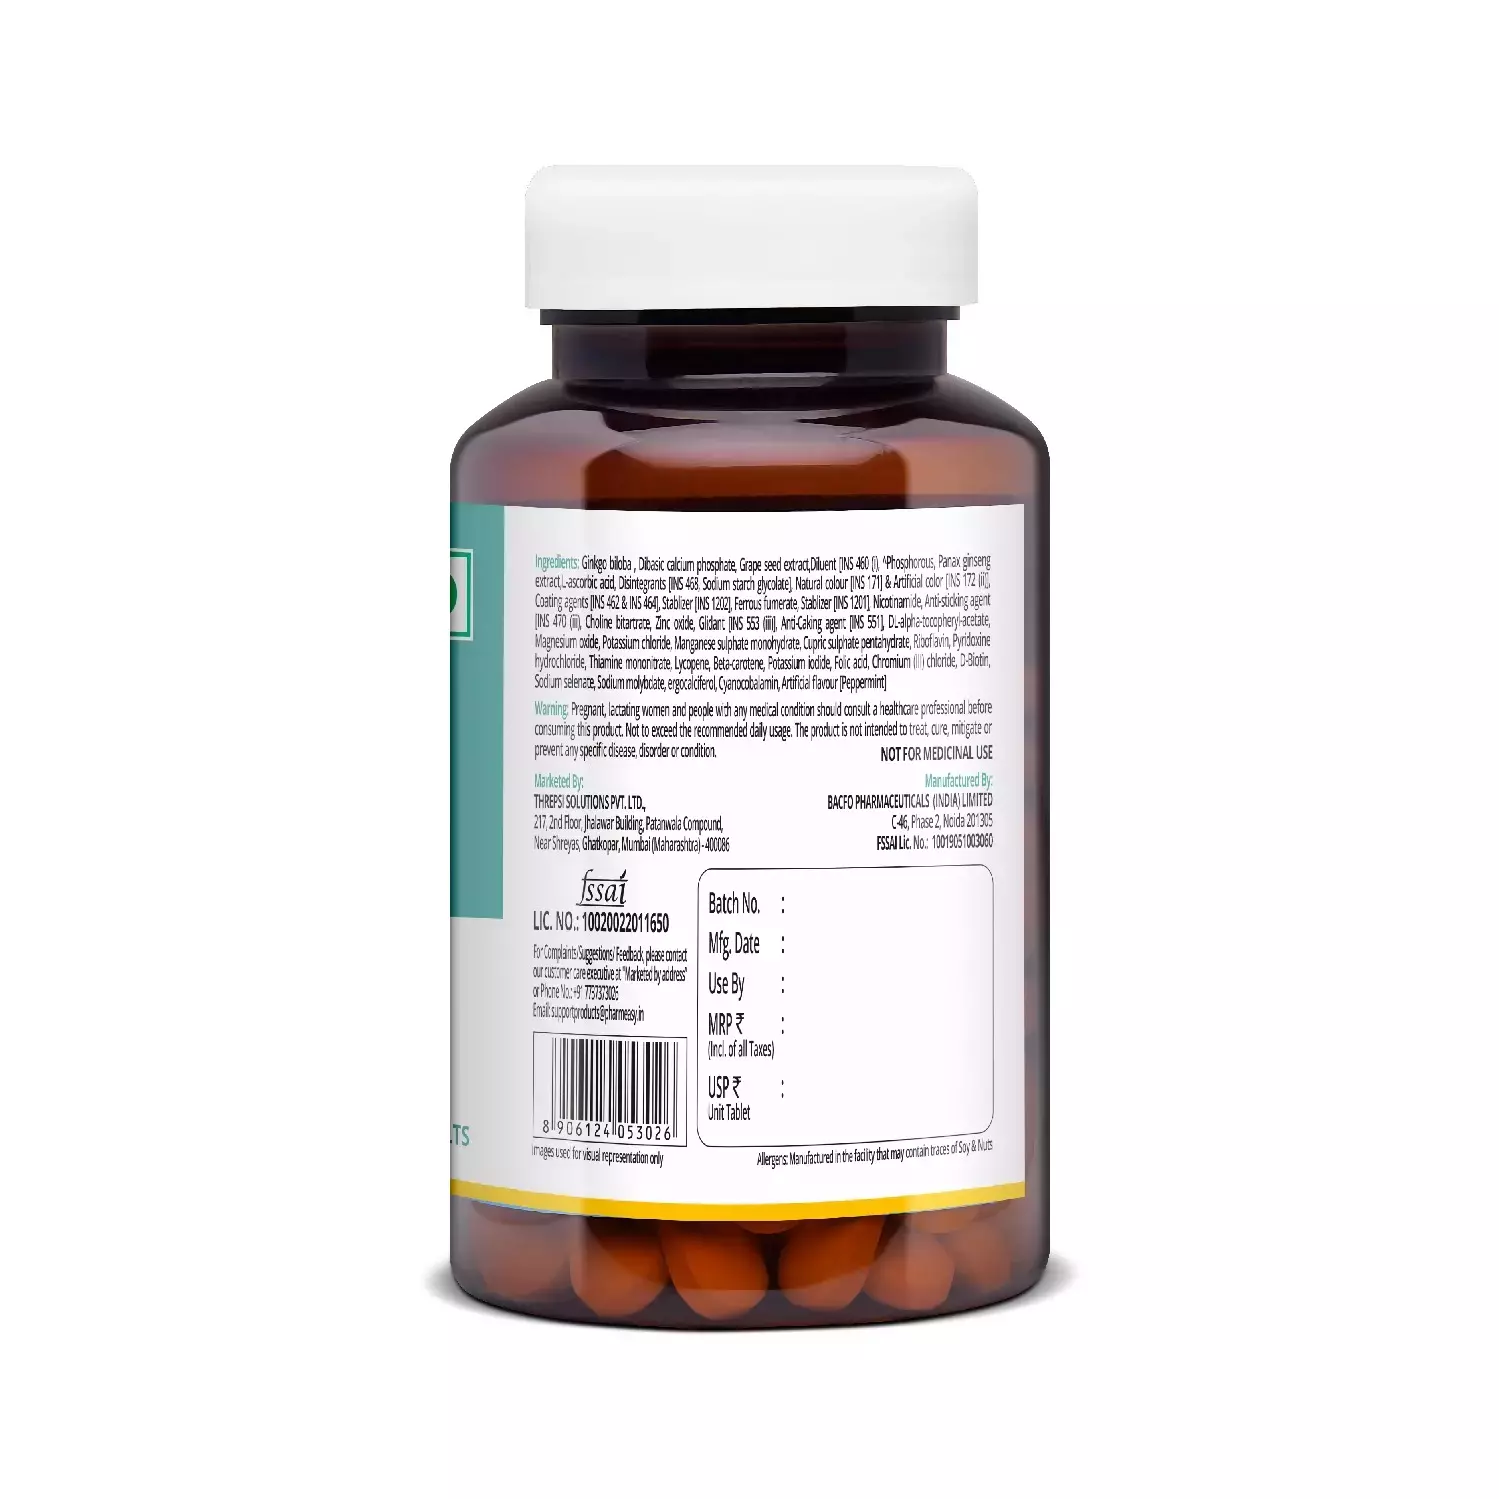 Ingredients: Ginkgo biloba , Dibasic calcium phosphate, Grape seed extract,Diluent [INS 460 (i), ^Phosphorous, Panax ginseng
extract,L-ascorbic acid, Disintegrants [INS 468, Sodium starch glycolate], Natural colour [INS 171] & Artificial color [INS 172 (ii)],
Coating agents [INS 462 & INS 464], Stablizer [INS 1202], Ferrous fumerate, Stablizer [INS 1201], Nicotinamide, Anti-sticking agent
[INS 470 (iii), Choline bitartrate, Zinc oxide, Glidant [INS 553 (iii)], Anti-Caking agent [INS 551], DL-alpha-tocopheryl-acetate,
Magnesium oxide, Potassium chloride, Manganese sulphate monohydrate, Cupric sulphate pentahydrate, Riboflavin, Pyridoxine
hydrochloride, Thiamine mononitrate, Lycopene, Beta-carotene, Potassium iodide, Folic acid, Chromium (III) chloride, D-Biotin,
Sodium selenate, Sodium molybdate, ergocalciferol, Cyanocobalamin, Artificial flavour [Peppermint]
Warning: Pregnant, lactating women and people with any medical condition should consult a healthcare professional before
consuming this product. Not to exceed the recommended daily usage. The product is not intended to treat, cure, mitigate or
prevent any specific disease, disorder or condition.
NOT FOR MEDICINAL USE
Marketed By:
THREPSI SOLUTIONS PVT. LTD.,
217, 2nd Floor, Jhalawar Building, Patanwala Compound,
Near Shreyas, Ghatkopar, Mumbai (Maharashtra) - 400086
Manufactured By:
BACFO PHARMACEUTICALS (INDIA) LIMITED
C-46, Phase 2, Noida 201305
FSSAI Lic. No.: 10019051003060
fssai
LIC. NO.: 10020022011650
For Complaints/Suggestions/ Feedback, please contact
our customer care executive at "Marketed by address"
or Phone No.: +91 7737373026
Email: supportproducts@pharmeasy.in
8 906124 053026
Images used for visual representation only
Batch No. :
Mfg. Date :
Use By :
MRP ₹ :
(Incl. of all Taxes)
USP ₹ :
Unit Tablet
Allergens: Manufactured in the facility that may contain traces of Soy & Nuts
LTS